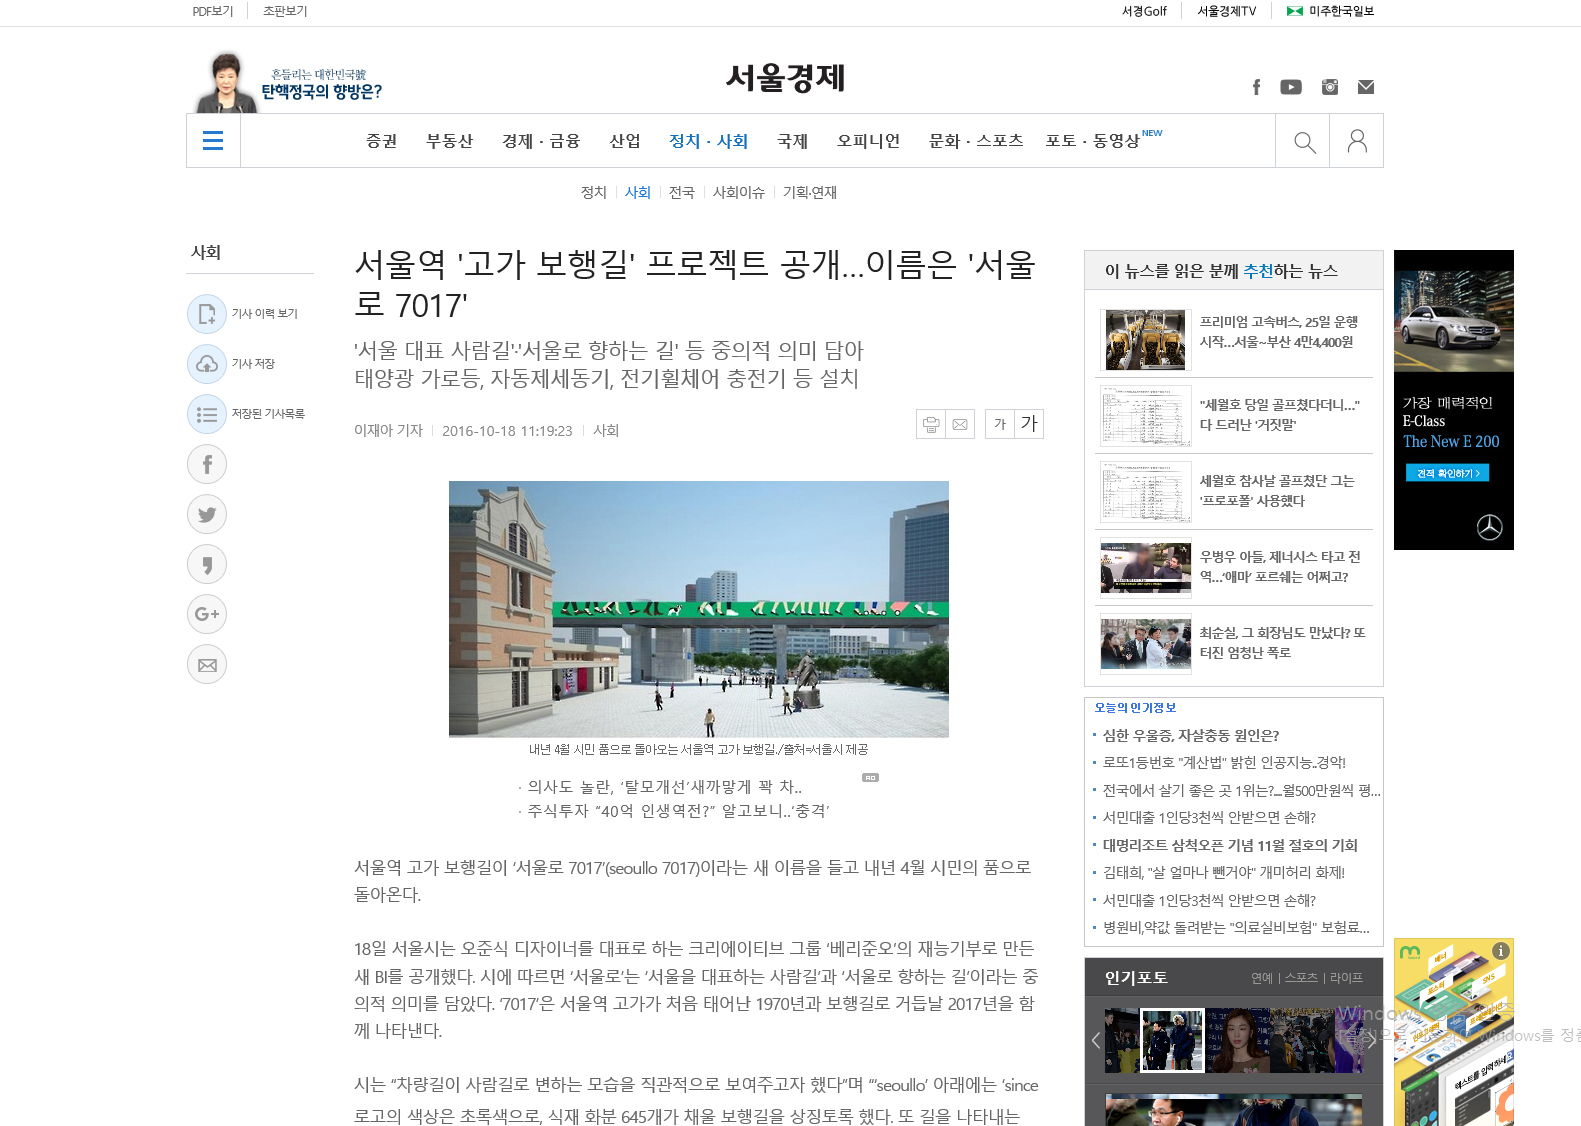 PDF보기
초판보기
서경Golf
서울경제TV
미주한국일보
흔들리는 대한민국號
탄핵정국의 향방은?
서울경제
증권 부동산 경제·금융 산업 정치·사회 국제 오피니언 문화·스포츠 포토·동영상 NEW
정치 사회 전국 사회이슈 기획·연재
사회
기사 이력 보기
기사 저장
저장된 기사목록
서울역 '고가 보행길' 프로젝트 공개...이름은 '서울
로 7017'
'서울 대표 사람길'·'서울로 향하는 길' 등 중의적 의미 담아
태양광 가로등, 자동제세동기, 전기휠체어 충전기 등 설치
이재아 기자 2016-10-18 11:19:23 사회
가 가
내년 4월 시민 품으로 돌아오는 서울역 고가 보행길./출처=서울시 제공
· 의사도 놀란, ‘탈모개선’새까맣게 꽉 차..
AD
· 주식투자 “40억 인생역전?” 알고보니..‘충격’
서울역 고가 보행길이 ‘서울로 7017’(seoullo 7017)이라는 새 이름을 들고 내년 4월 시민의 품으로
돌아온다.
18일 서울시는 오준식 디자이너를 대표로 하는 크리에이티브 그룹 ‘베리준오’의 재능기부로 만든
새 BI를 공개했다. 시에 따르면 ‘서울로’는 ‘서울을 대표하는 사람길’과 ‘서울로 향하는 길’이라는 중
의적 의미를 담았다. ‘7017’은 서울역 고가가 처음 태어난 1970년과 보행길로 거듭날 2017년을 함
께 나타낸다.
시는 “차량길이 사람길로 변하는 모습을 직관적으로 보여주고자 했다”며 “‘seoullo’ 아래에는 ‘since
로고의 색상은 초록색으로, 식재 화분 645개가 채울 보행길을 상징토록 했다. 또 길을 나타내는
이 뉴스를 읽은 분께 추천하는 뉴스
프리미엄 고속버스, 25일 운행
시작…서울~부산 4만4,400원
"세월호 당일 골프쳤다더니…"
다 드러난 '거짓말'
세월호 참사날 골프쳤단 그는
'프로포폴' 사용했다
우병우 아들, 제너시스 타고 전
역…‘애마’ 포르쉐는 어쩌고?
최순실, 그 회장님도 만났다? 또
터진 엄청난 폭로
오늘의 인기정보
심한 우울증, 자살충동 원인은?
로또1등번호 "계산법" 밝힌 인공지능..경악!
전국에서 살기 좋은 곳 1위는?...월500만원씩 평...
서민대출 1인당3천씩 안받으면 손해?
대명리조트 삼척오픈 기념 11월 절호의 기회
김태희, "살 얼마나 뺀거야" 개미허리 화제!
서민대출 1인당3천씩 안받으면 손해?
병원비,약값 돌려받는 "의료실비보험" 보험료...
인기포토 연예 | 스포츠 | 라이프
가장 매력적인
E-Class
The New E 200
견적 확인하기 >
배너
SNS
포스터
텍스트를 입력하세
Windows
Windows를 정품